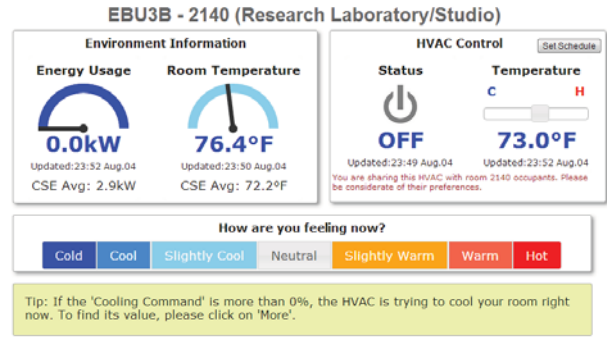 EBU3B - 2140 (Research Laboratory/Studio)
Environment Information
Energy Usage Room Temperature
0.0kW 76.4°F
Updated:23:52 Aug.04 Updated:23:50 Aug.04
CSE Avg: 2.9kW CSE Avg: 72.2°F
HVAC Control Set Schedule
Status Temperature
C H
OFF 73.0°F
Updated:23:49 Aug.04 Updated:23:52 Aug.04
You are sharing this HVAC with room 2140 occupants. Please
be considerate of their preferences.
How are you feeling now?
Cold Cool Slightly Cool Neutral Slightly Warm Warm Hot
Tip: If the 'Cooling Command' is more than 0%, the HVAC is trying to cool your room right
now. To find its value, please click on 'More'.